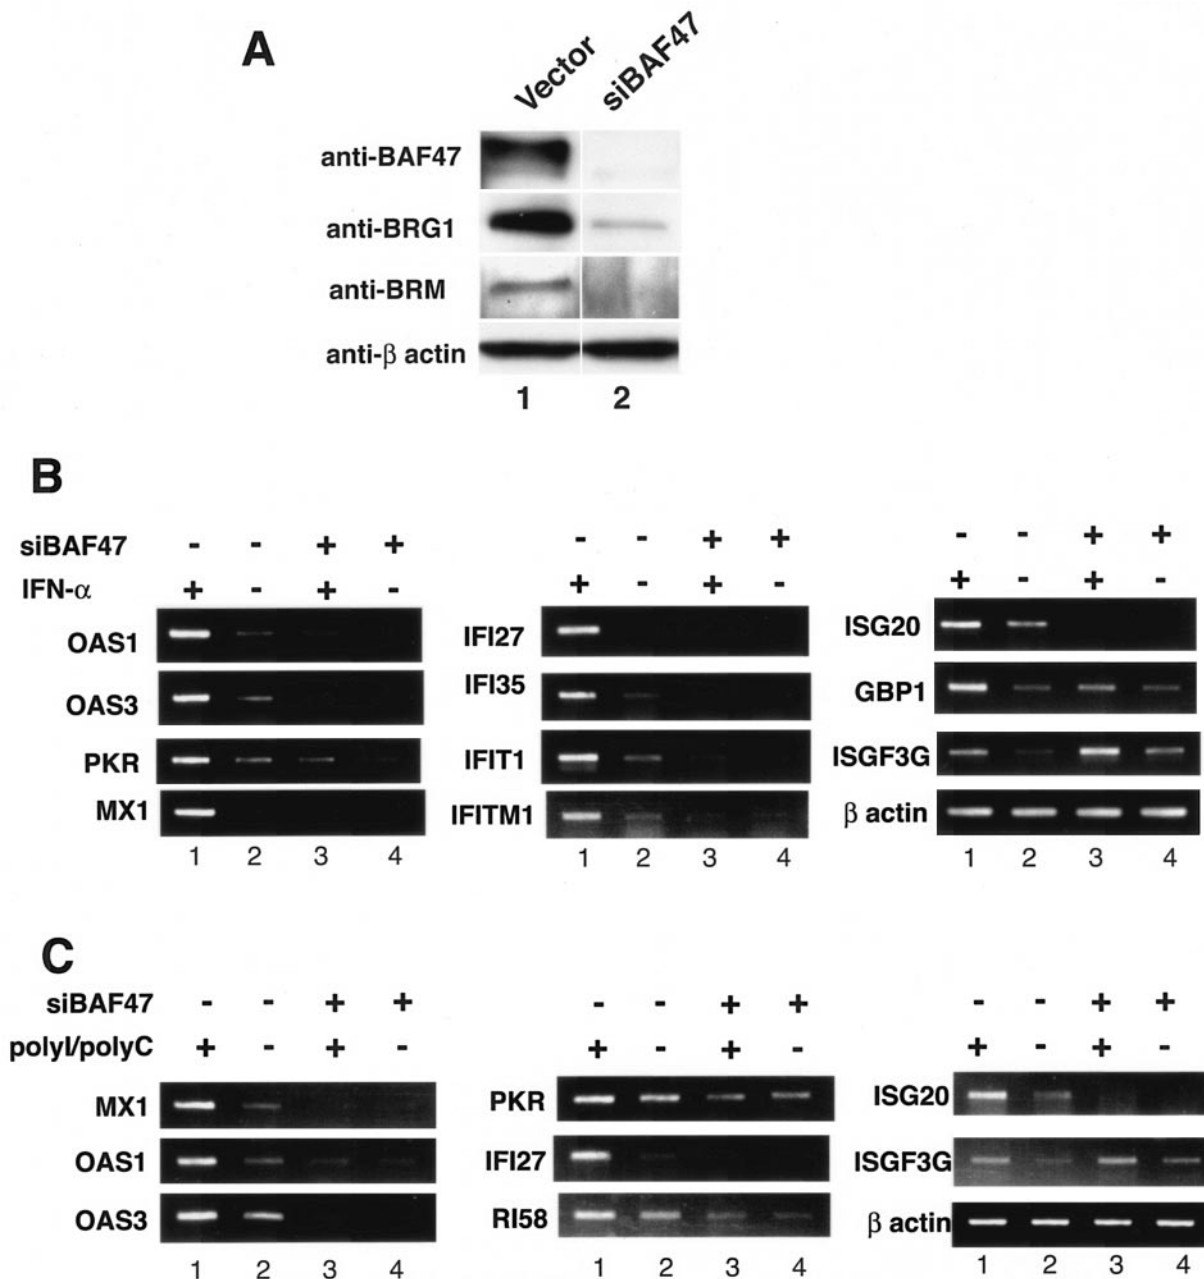 A
Vector siBAF47
anti-BAF47
anti-BRG1
anti-BRM
anti-β actin
1 2
B
siBAF47 - - + +
IFN-α + - + -
OAS1
OAS3
PKR
MX1
1 2 3 4
- - + +
+ - + -
IFI27
IFI35
IFIT1
IFITM1
1 2 3 4
- - + +
+ - + -
ISG20
GBP1
ISGF3G
β actin
1 2 3 4
C
siBAF47 - - + +
polyI/polyC + - + -
MX1
OAS1
OAS3
1 2 3 4
- - + +
+ - + -
PKR
IFI27
RI58
1 2 3 4
- - + +
+ - + -
ISG20
ISGF3G
β actin
1 2 3 4